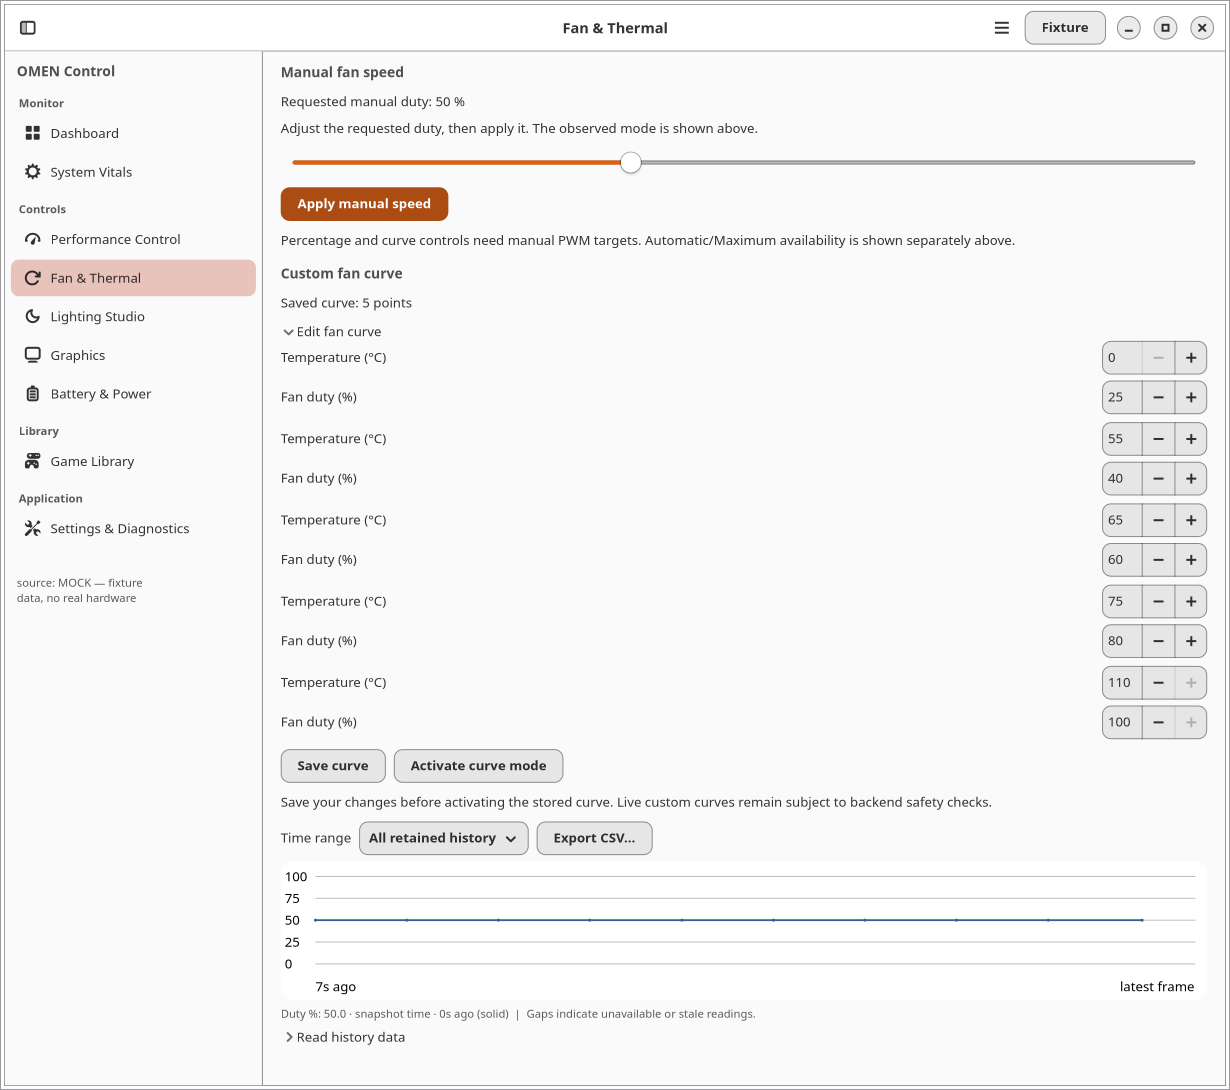 Fan & Thermal
Fixture
OMEN Control
Monitor
Dashboard
System Vitals
Controls
Performance Control
Fan & Thermal
Lighting Studio
Graphics
Battery & Power
Library
Game Library
Application
Settings & Diagnostics
source: MOCK — fixture
data, no real hardware
Manual fan speed
Requested manual duty: 50 %
Adjust the requested duty, then apply it. The observed mode is shown above.
Apply manual speed
Percentage and curve controls need manual PWM targets. Automatic/Maximum availability is shown separately above.
Custom fan curve
Saved curve: 5 points
Edit fan curve
Temperature (°C) 0 − +
Fan duty (%) 25 − +
Temperature (°C) 55 − +
Fan duty (%) 40 − +
Temperature (°C) 65 − +
Fan duty (%) 60 − +
Temperature (°C) 75 − +
Fan duty (%) 80 − +
Temperature (°C) 110 − +
Fan duty (%) 100 − +
Save curve Activate curve mode
Save your changes before activating the stored curve. Live custom curves remain subject to backend safety checks.
Time range All retained history Export CSV...
100
75
50
25
0
7s ago latest frame
Duty %: 50.0 · snapshot time · 0s ago (solid) | Gaps indicate unavailable or stale readings.
Read history data